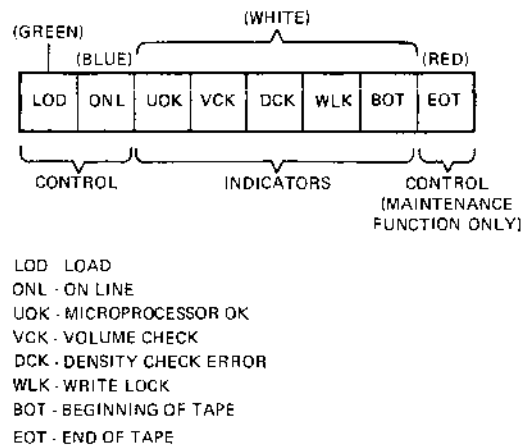 (WHITE)
(GREEN)
(BLUE) (RED)
LOD ONL UOK VCK DCK WLK BOT EOT
CONTROL INDICATORS CONTROL
(MAINTENANCE
FUNCTION ONLY)
LOD LOAD
ONL - ON LINE
UOK - MICROPROCESSOR OK
VCK - VOLUME CHECK
DCK - DENSITY CHECK ERROR
WLK - WRITE LOCK
BOT - BEGINNING OF TAPE
EOT - END OF TAPE